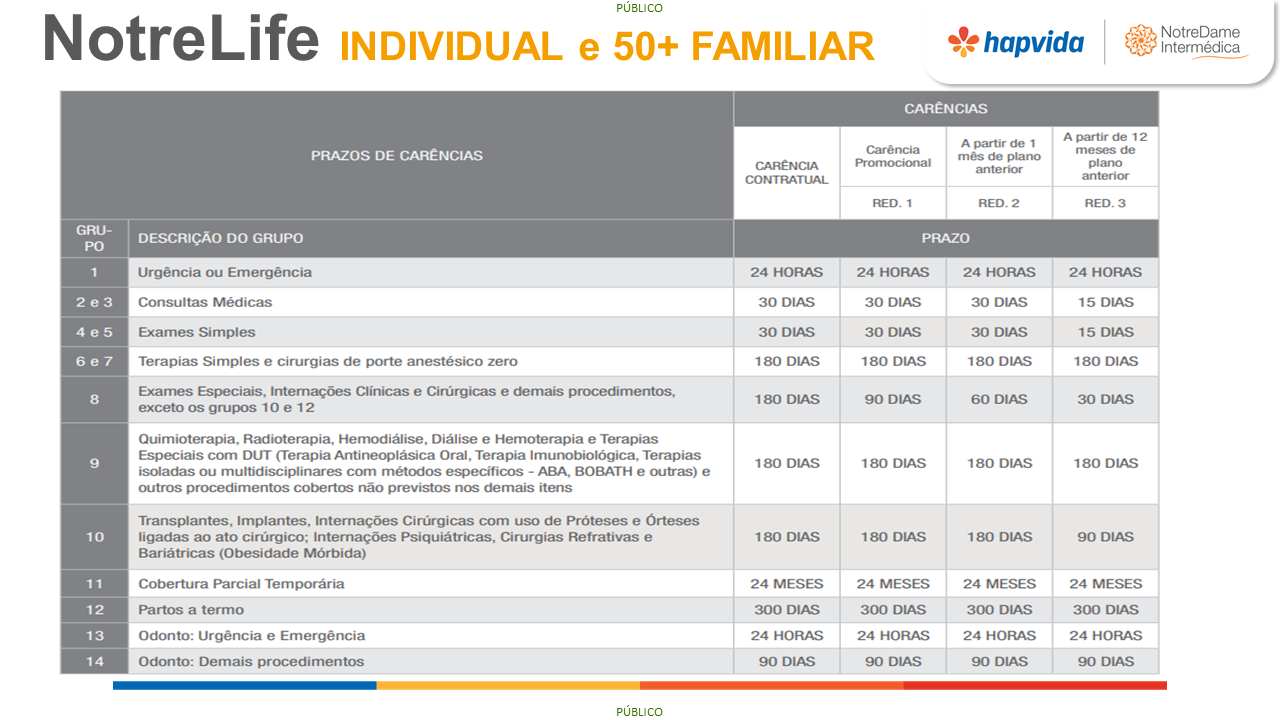 PÚBLICO
NotreLife INDIVIDUAL e 50+ FAMILIAR
hapvida
NotreDame
Intermédica
PRAZOS DE CARÊNCIAS
CARÊNCIAS
CARÊNCIA
CONTRATUAL
Carência
Promocional
A partir de 1
mês de plano
anterior
A partir de 12
meses de
plano
anterior
RED. 1
RED. 2
RED. 3
GRU-
PO
DESCRIÇÃO DO GRUPO
PRAZO
1 Urgência ou Emergência 24 HORAS 24 HORAS 24 HORAS 24 HORAS
2 e 3 Consultas Médicas 30 DIAS 30 DIAS 30 DIAS 15 DIAS
4 e 5 Exames Simples 30 DIAS 30 DIAS 30 DIAS 15 DIAS
6 e 7 Terapias Simples e cirurgias de porte anestésico zero 180 DIAS 180 DIAS 180 DIAS 180 DIAS
8
Exames Especiais, Internações Clínicas e Cirúrgicas e demais procedimentos,
exceto os grupos 10 e 12
180 DIAS 90 DIAS 60 DIAS 30 DIAS
9
Quimioterapia, Radioterapia, Hemodiálise, Diálise e Hemoterapia e Terapias
Especiais com DUT (Terapia Antineoplásica Oral, Terapia Imunobiológica, Terapias
isoladas ou multidisciplinares com métodos específicos - ABA, BOBATH e outras) e
outros procedimentos cobertos não previstos nos demais itens
180 DIAS 180 DIAS 180 DIAS 180 DIAS
10
Transplantes, Implantes, Internações Cirúrgicas com uso de Próteses e Órteses
ligadas ao ato cirúrgico; Internações Psiquiátricas, Cirurgias Refrativas e
Bariátricas (Obesidade Mórbida)
180 DIAS 180 DIAS 180 DIAS 90 DIAS
11 Cobertura Parcial Temporária 24 MESES 24 MESES 24 MESES 24 MESES
12 Partos a termo 300 DIAS 300 DIAS 300 DIAS 300 DIAS
13 Odonto: Urgência e Emergência 24 HORAS 24 HORAS 24 HORAS 24 HORAS
14 Odonto: Demais procedimentos 90 DIAS 90 DIAS 90 DIAS 90 DIAS
PÚBLICO